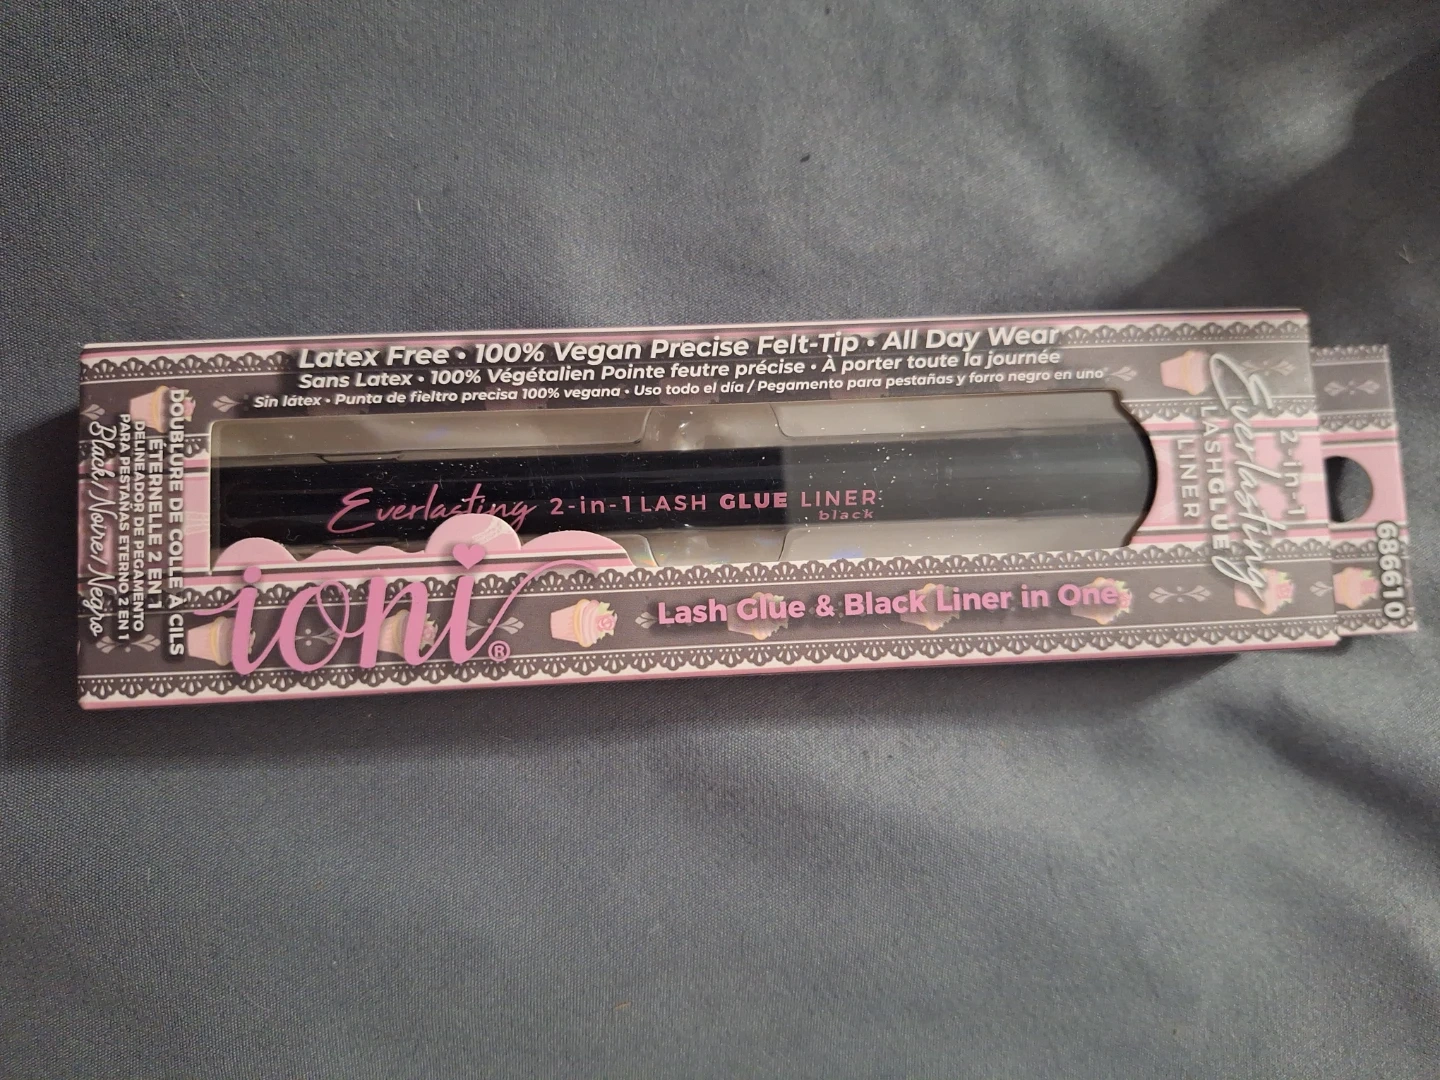 Latex Free • 100% Vegan Precise Felt-Tip • All Day Wear
Sans Latex • 100% Végétalien Pointe feutre précise • À porter toute la journée
Sin látex • Punta de fieltro precisa 100% vegana • Uso todo el día / Pegamento para pestañas y forro negro en uno
DOUBLURE DE COLLE À CILS
ÉTERNELLE 2 EN 1
DELINEADOR DE PEGAMENTO
PARA PESTAÑAS ETERNO 2 EN 1
Black / Noire / Negro
Everlasting 2-in-1 LASH GLUE LINER
black
ioni®
Lash Glue & Black Liner in One
Everlasting
2-in-1
LASH GLUE
LINER
686610